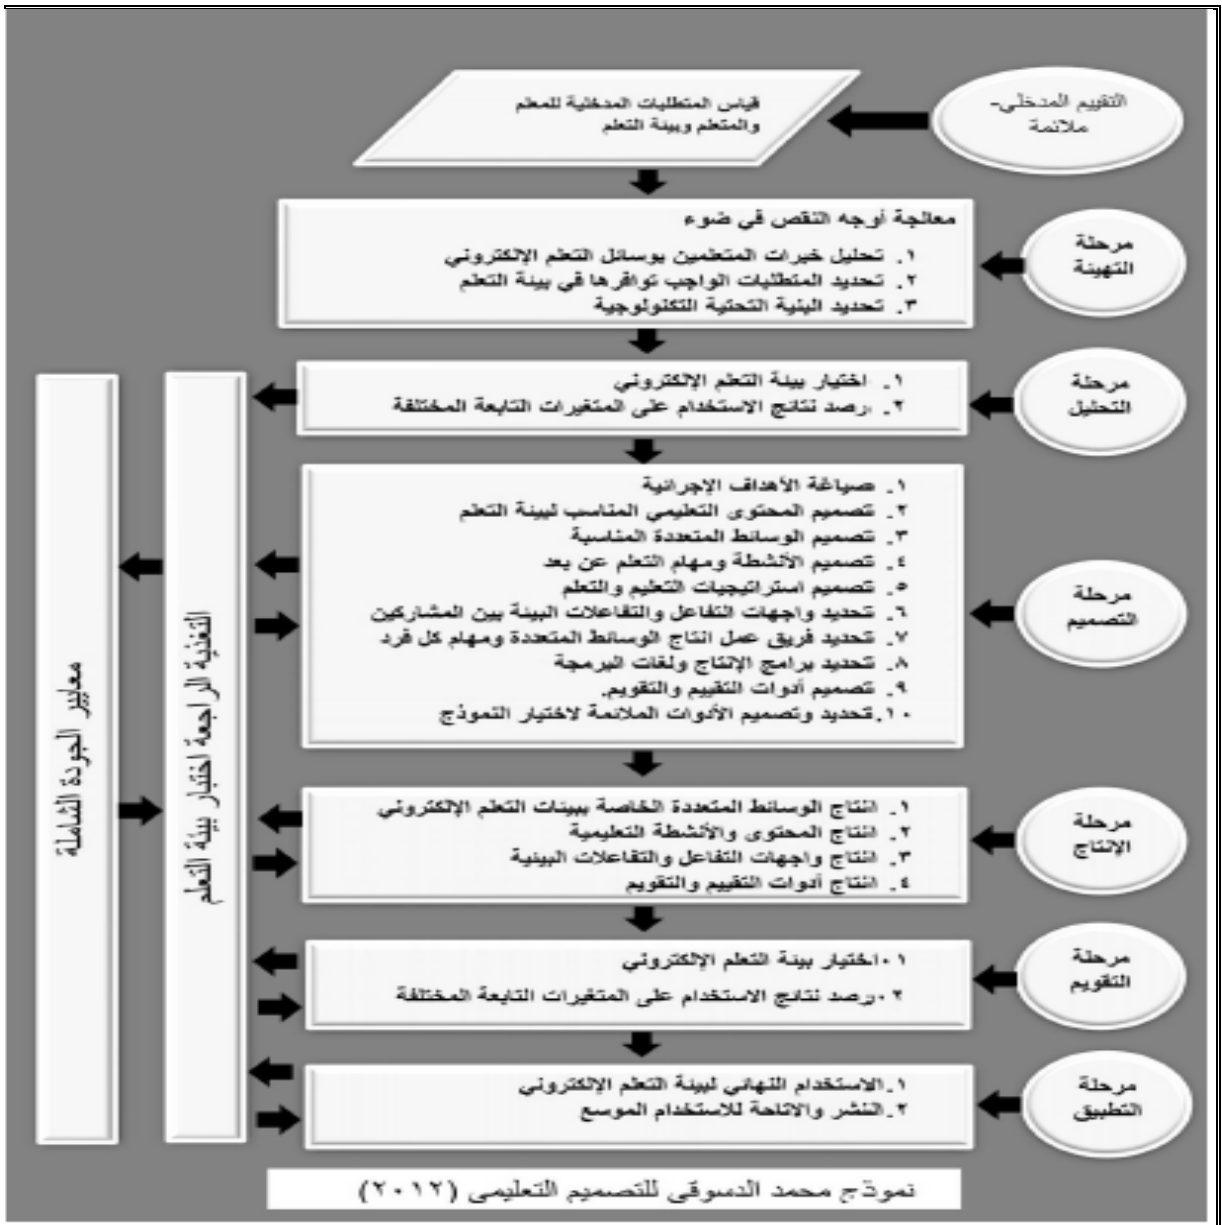 التقييم المدخلي-
ملائمة
قياس المتطلبات المدخلية للمعلم
والمتعلم وبيئة التعلم
مرحلة
التهيئة
معالجة أوجه النقص في ضوء
١. تحليل خبرات المتعلمين بوسائل التعلم الإلكتروني
٢. تحديد المتطلبات الواجب توافرها في بيئة التعلم
٣. تحديد البنية التحتية التكنولوجية
مرحلة
التحليل
١. اختيار بيئة التعلم الإلكتروني
٢. رصد نتائج الاستخدام على المتغيرات التابعة المختلفة
مرحلة
التصميم
١. صياغة الأهداف الإجرائية
٢. تصميم المحتوى التعليمي المناسب لبيئة التعلم
٣. تصميم الوسائط المتعددة المناسبة
٤. تصميم الأنشطة ومهام التعلم عن بعد
٥. تصميم استراتيجيات التعليم والتعلم
٦. تحديد واجهات التفاعل والتفاعلات البينة بين المشاركين
٧. تحديد فريق عمل انتاج الوسائط المتعددة ومهام كل فرد
٨. تحديد برامج الإنتاج ولغات البرمجة
٩. تصميم أدوات التقييم والتقويم.
١٠.تحديد وتصميم الأدوات الملائمة لاختيار النموذج
مرحلة
الإنتاج
١. انتاج الوسائط المتعددة الخاصة ببيئات التعلم الإلكتروني
٢. انتاج المحتوى والأنشطة التعليمية
٣. انتاج واجهات التفاعل والتفاعلات البينية
٤. انتاج أدوات التقييم والتقويم
مرحلة
التقويم
١.اختيار بيئة التعلم الإلكتروني
٢.رصد نتائج الاستخدام على المتغيرات التابعة المختلفة
مرحلة
التطبيق
١.الاستخدام النهائي لبيئة التعلم الإلكتروني
٢.النشر والاتاحة للاستخدام الموسع
التغذية الراجعة اختبار بيئة التعلم
معايير الجودة الشاملة
نموذج محمد الدسوقى للتصميم التعليمى (٢٠١٢)